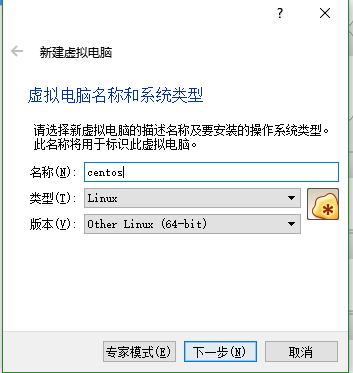 ?
新建虚拟电脑
虚拟电脑名称和系统类型
请选择新虚拟电脑的描述名称及要安装的操作系统类型。
此名称将用于标识此虚拟电脑。
名称(N): centos
类型(T): Linux
版本(V): Other Linux (64-bit)
专家模式(E) 下一步(N) 取消